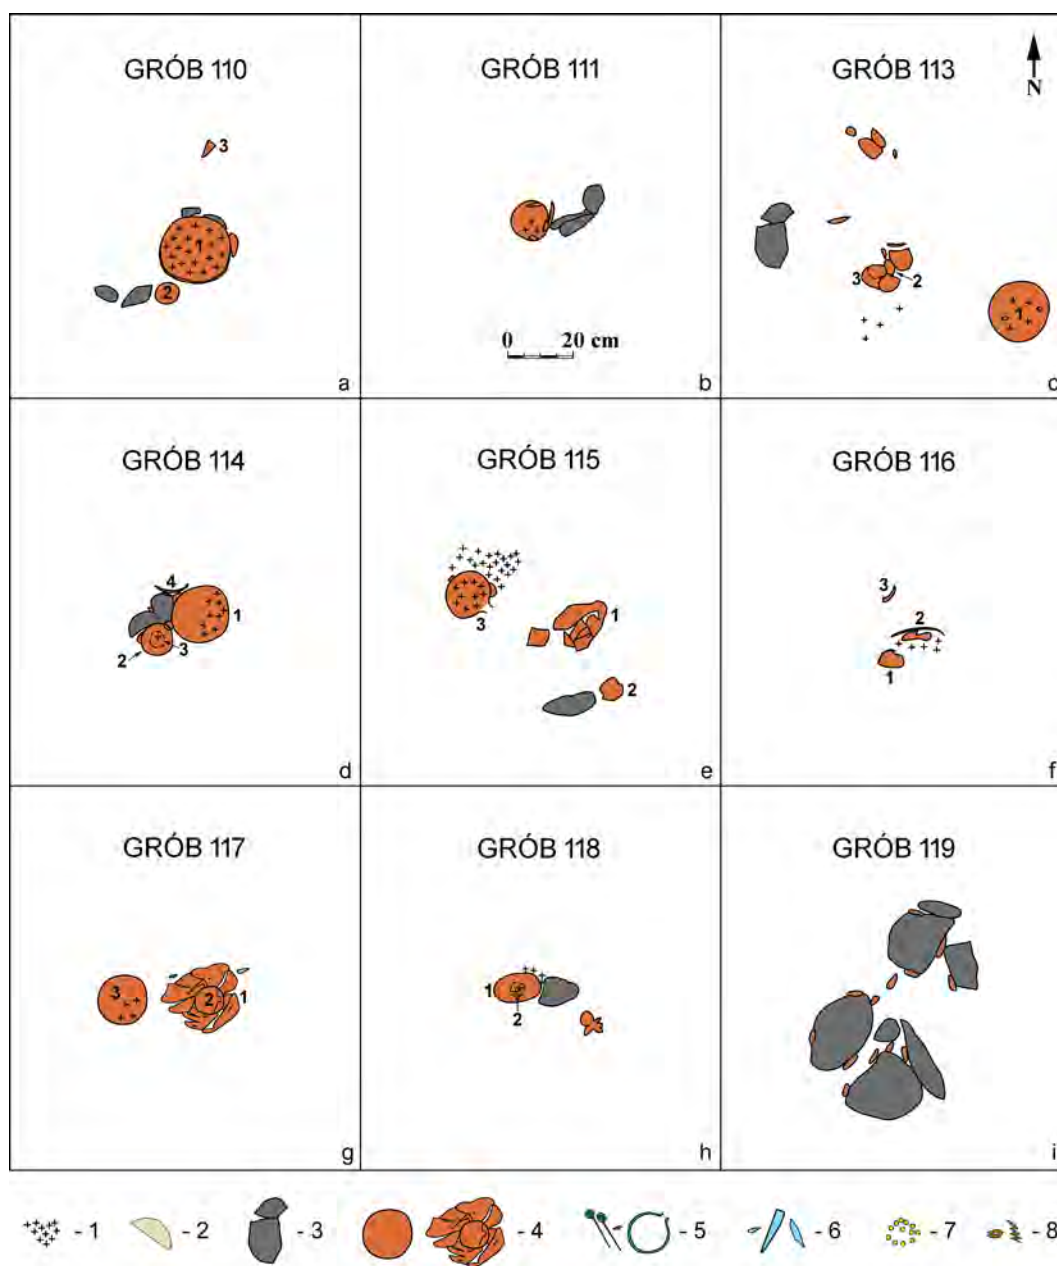 GRÓB 110
3
1
2
a
GRÓB 111
0 20 cm
b
GRÓB 113
N
3
2
1
c
GRÓB 114
4
1
2
3
d
GRÓB 115
3
1
2
e
GRÓB 116
3
2
1
f
GRÓB 117
3
2
1
g
GRÓB 118
1
2
h
GRÓB 119
i
- 1 - 2 - 3 - 4 - 5 - 6 - 7 - 8